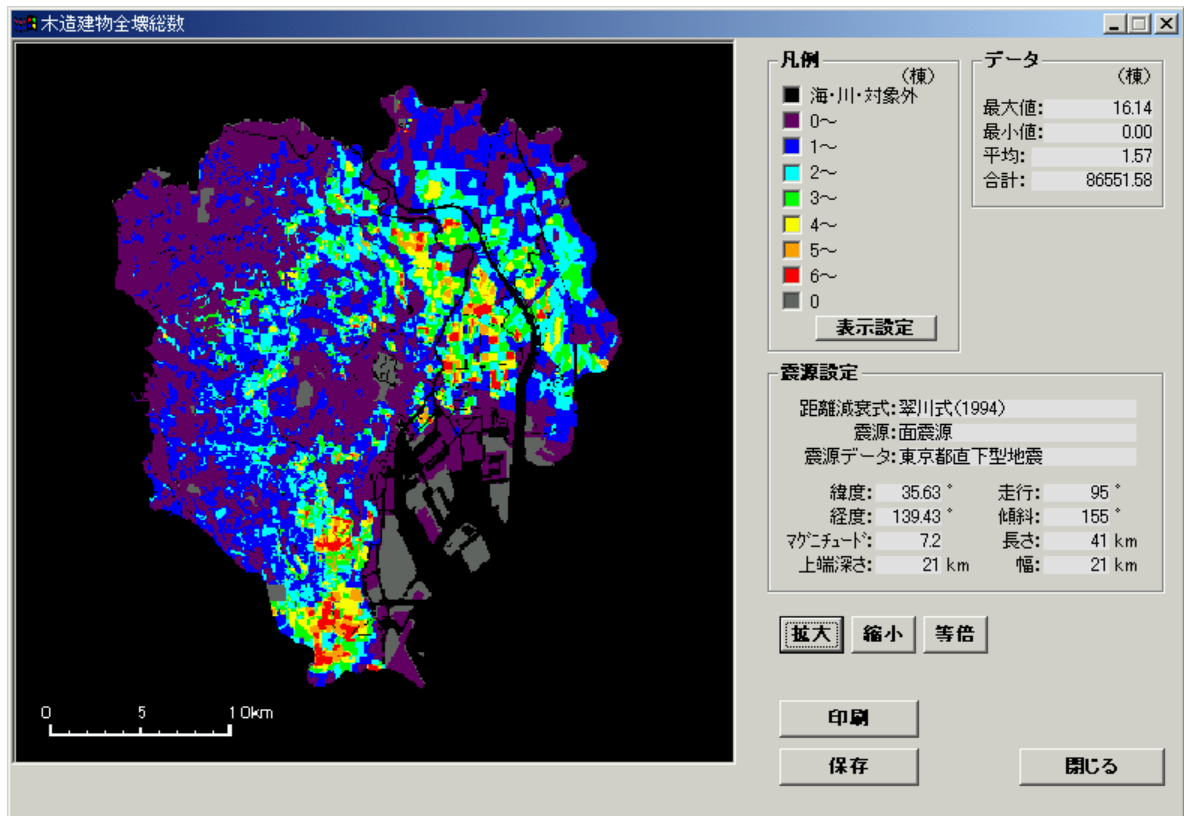 木造建物全壊総数
凡例
(棟)
海・川・対象外
0～
1～
2～
3～
4～
5～
6～
0
表示設定
データ
(棟)
最大値: 16.14
最小値: 0.00
平均: 1.57
合計: 86551.58
震源設定
距離減衰式:翠川式(1994)
震源:面震源
震源データ:東京都直下型地震
緯度: 35.63 ° 走行: 95 °
経度: 139.43 ° 傾斜: 155 °
マグニチュード: 7.2 長さ: 41 km
上端深さ: 21 km 幅: 21 km
拡大 縮小 等倍
0 5 10km
印刷
保存 閉じる